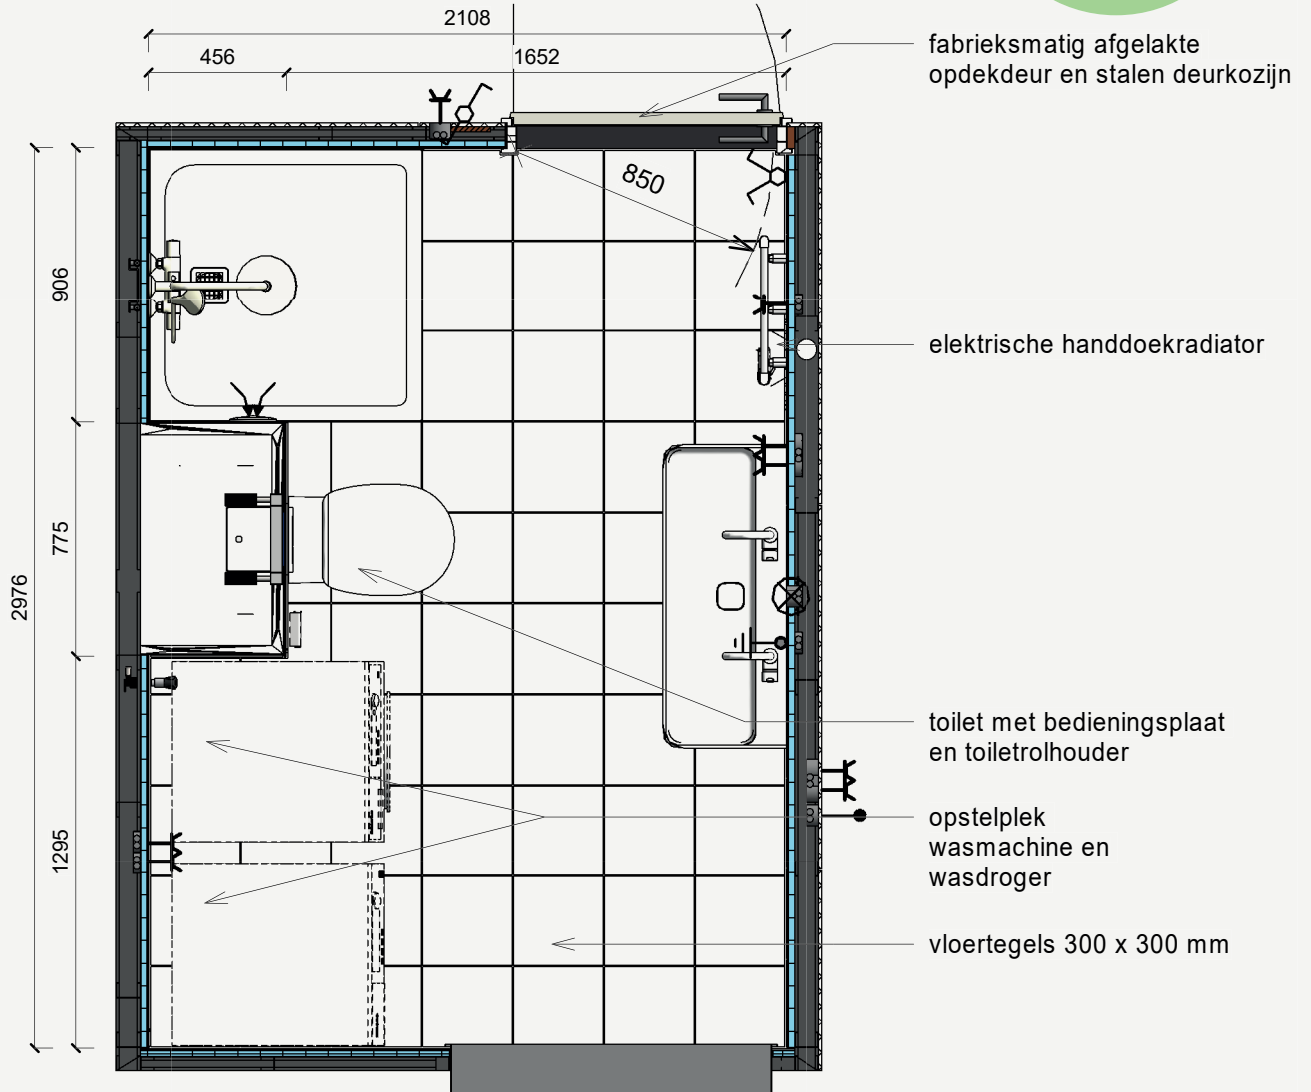 2108
456
1652
fabrieksmatig afgelakte
opdekdeur en stalen deurkozijn
850
906
elektrische handdoekradiator
775
2976
toilet met bedieningsplaat
en toiletrolhouder
opstelplek
wasmachine en
wasdroger
1295
vloertegels 300 x 300 mm